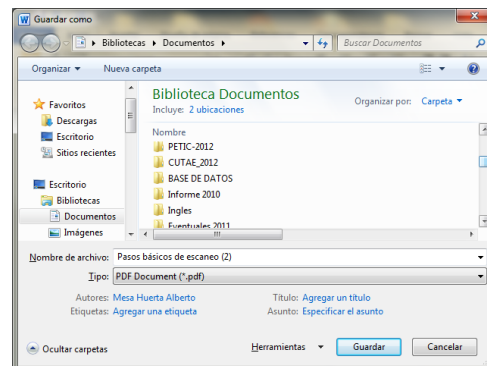 Guardar como
Bibliotecas Documentos Buscar Documentos
Organizar Nueva carpeta
Favoritos
Descargas
Escritorio
Sitios recientes
Escritorio
Bibliotecas
Documentos
Imágenes
Biblioteca Documentos
Incluye: 2 ubicaciones
Organizar por: Carpeta
Nombre
PETIC-2012
CUTAE_2012
BASE DE DATOS
Informe 2010
Ingles
Eventuales 2011
Nombre de archivo: Pasos básicos de escaneo (2)
Tipo: PDF Document (*.pdf)
Autores: Mesa Huerta Alberto Título: Agregar un título
Etiquetas: Agregar una etiqueta Asunto: Especificar el asunto
Ocultar carpetas Herramientas Guardar Cancelar